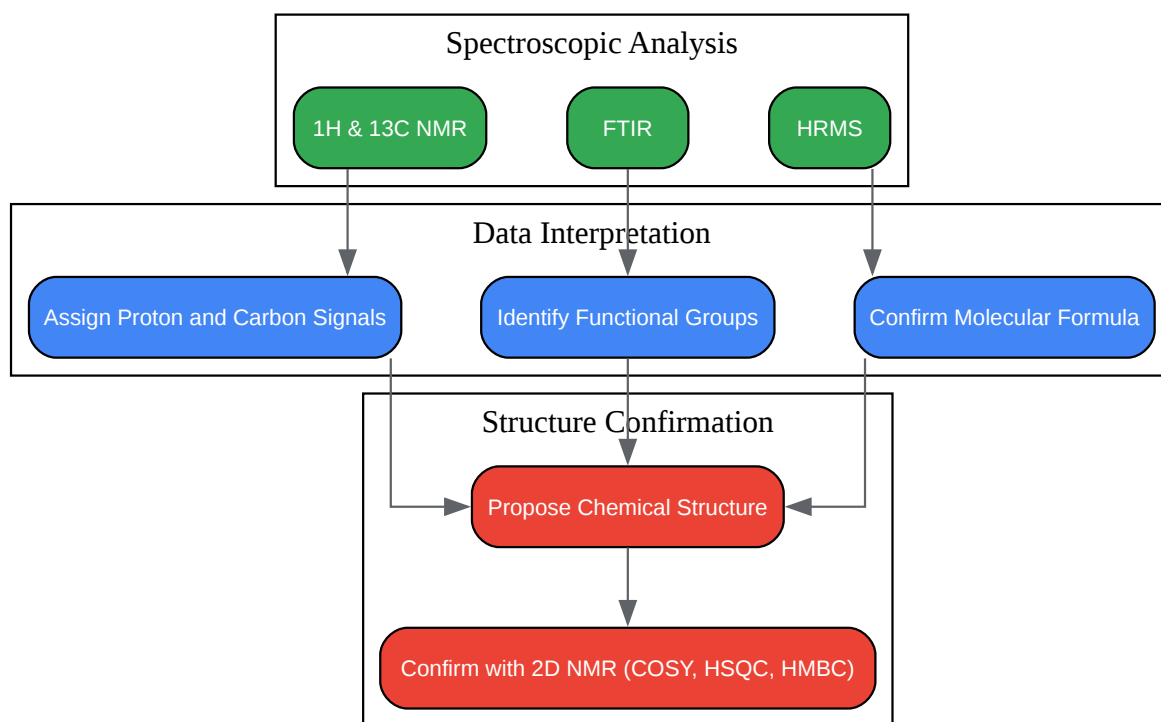 Spectroscopic Analysis
1H & 13C NMR
FTIR
HRMS
Data Interpretation
Assign Proton and Carbon Signals
Identify Functional Groups
Confirm Molecular Formula
Structure Confirmation
Propose Chemical Structure
Confirm with 2D NMR (COSY, HSQC, HMBC)